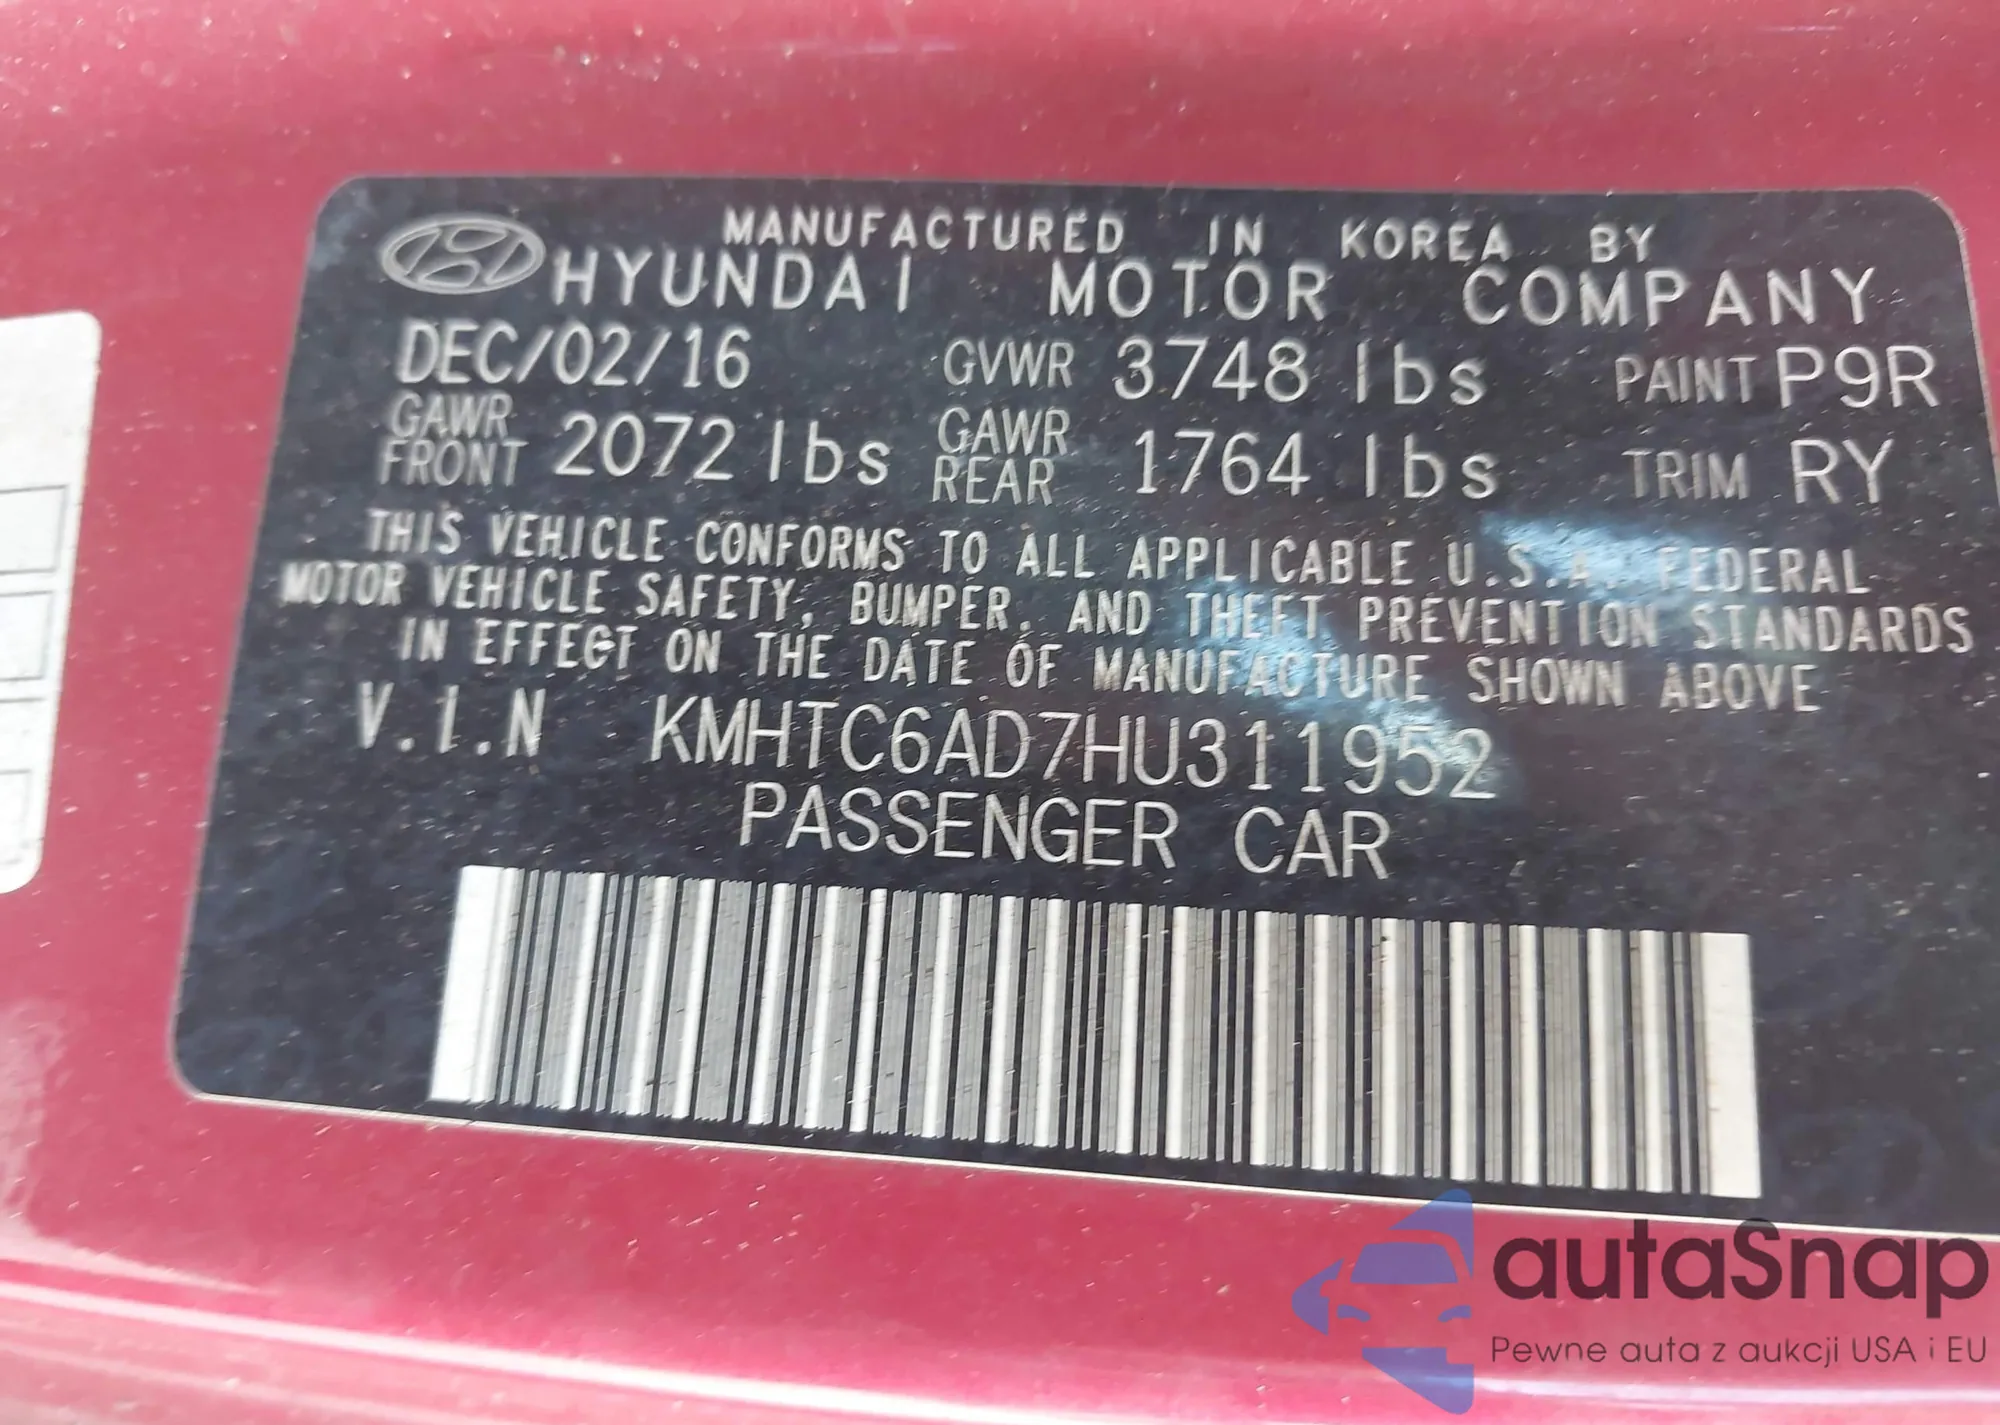 MANUFACTURED IN KOREA BY
HYUNDAI MOTOR COMPANY
DEC/02/16 GVWR 3748 lbs PAINT P9R
GAWR FRONT 2072 lbs GAWR REAR 1764 lbs TRIM RY
THIS VEHICLE CONFORMS TO ALL APPLICABLE U.S.A. FEDERAL
MOTOR VEHICLE SAFETY, BUMPER, AND THEFT PREVENTION STANDARDS
IN EFFECT ON THE DATE OF MANUFACTURE SHOWN ABOVE
V.I.N KMHTC6AD7HU311952
PASSENGER CAR
autaSnap
Pewne auta z aukcji USA i EU